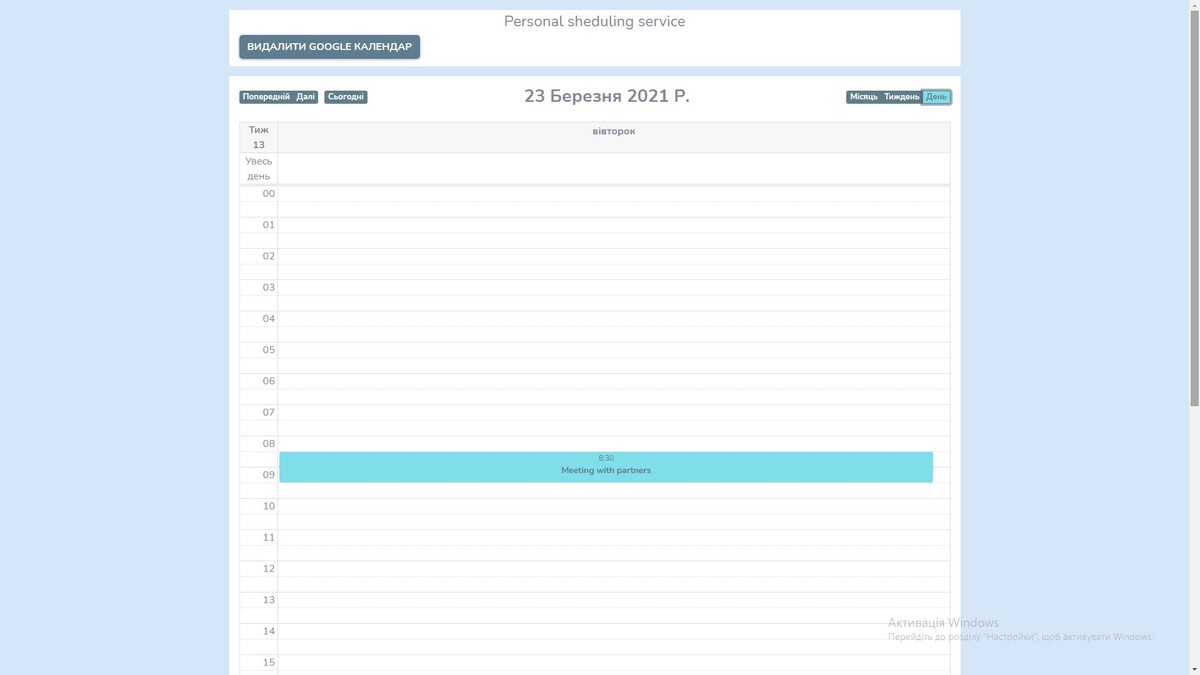 Personal sheduling service
ВИДАЛИТИ GOOGLE КАЛЕНДАР
Попередній Далі Сьогодні
23 Березня 2021 Р.
Місяць Тиждень День
Тиж
13
вівторок
Увесь
день
00
01
02
03
04
05
06
07
08
8:30
Meeting with partners
09
10
11
12
13
14
15
Активація Windows
Перейдіть до розділу "Настройки", щоб активувати Windows.